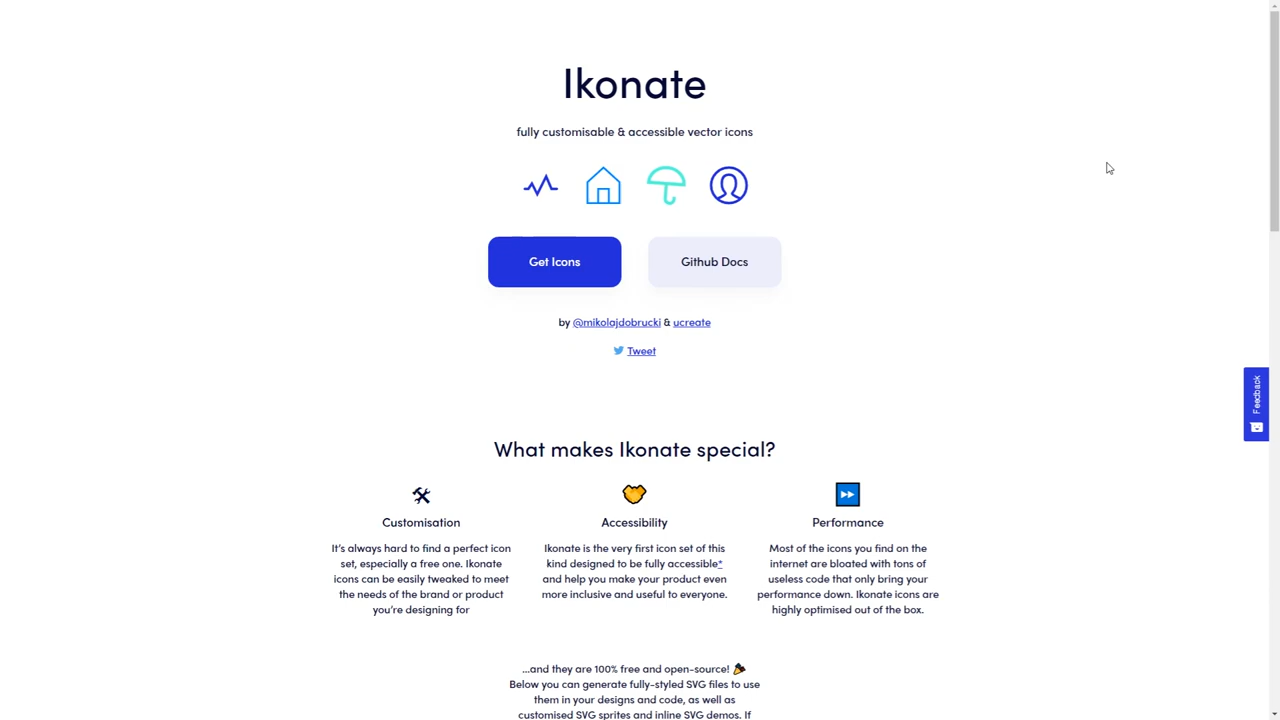 Ikonate
fully customisable & accessible vector icons
Get Icons
Github Docs
by @mikolajdobrucki & ucreate
Tweet
Feedback
What makes Ikonate special?
Customisation
It's always hard to find a perfect icon
set, especially a free one. Ikonate
icons can be easily tweaked to meet
the needs of the brand or product
you're designing for
Accessibility
Ikonate is the very first icon set of this
kind designed to be fully accessible*
and help you make your product even
more inclusive and useful to everyone.
Performance
Most of the icons you find on the
internet are bloated with tons of
useless code that only bring your
performance down. Ikonate icons are
highly optimised out of the box.
...and they are 100% free and open-source!
Below you can generate fully-styled SVG files to use
them in your designs and code, as well as
customised SVG sprites and inline SVG demos. If